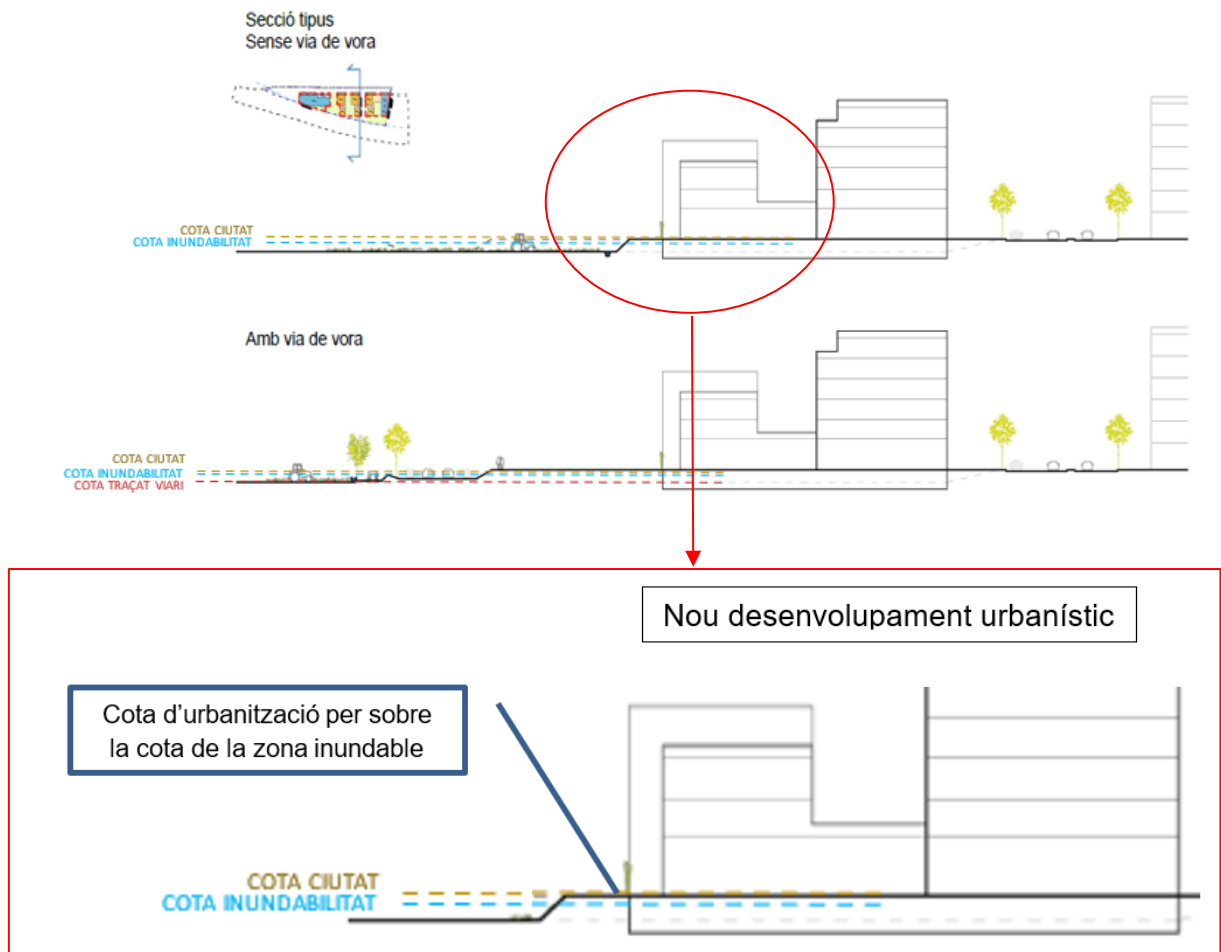 Secció tipus
Sense via de vora
COTA CIUTAT
COTA INUNDABILITAT
Amb via de vora
COTA CIUTAT
COTA INUNDABILITAT
COTA TRAÇAT VIARI
Nou desenvolupament urbanístic
Cota d'urbanització per sobre
la cota de la zona inundable
COTA CIUTAT
COTA INUNDABILITAT